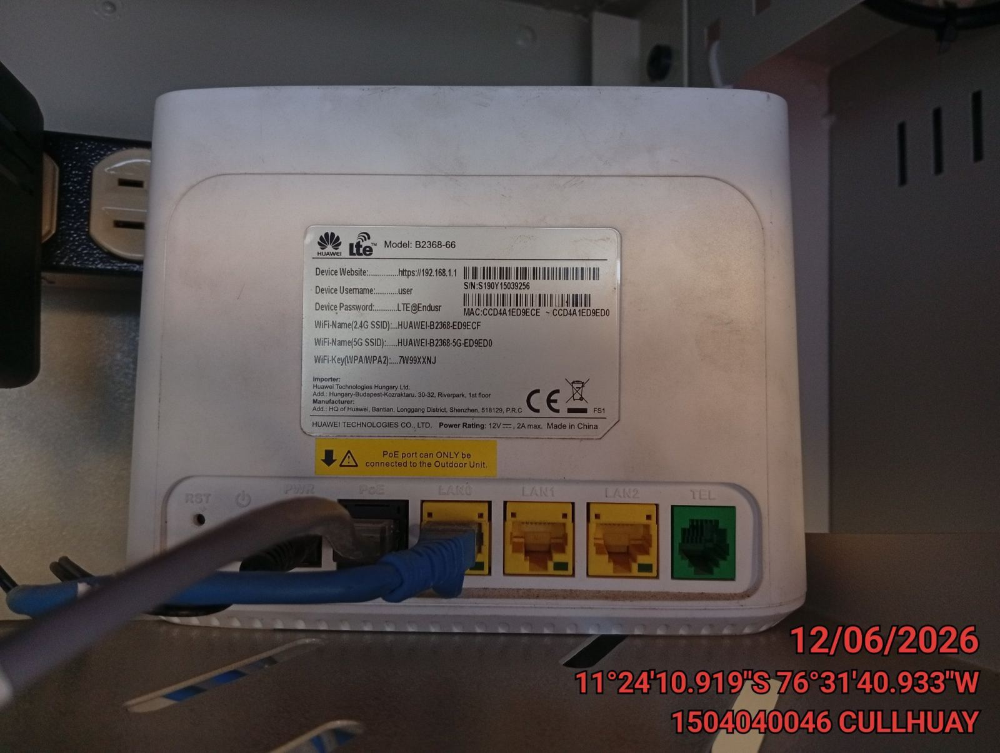 HUAWEI Lte™ Model: B2368-66
Device Website:...............https://192.168.1.1
S/N:S190Y15039256
Device Username:............user
Device Password:............LTE@Endusr
MAC:CCD4A1ED9ECE ~ CCD4A1ED9ED0
WiFi-Name(2.4G SSID):...HUAWEI-B2368-ED9ECF
WiFi-Name(5G SSID):......HUAWEI-B2368-5G-ED9ED0
WiFi-Key(WPA/WPA2):....7W99XXNJ
Importer:
Huawei Technologies Hungary Ltd.
Add.: Hungary-Budapest-Kozraktaru. 30-32, Riverpark, 1st floor
Manufacturer:
Add.: HQ of Huawei, Bantian, Longgang District, Shenzhen, 518129, P.R.C
CE
FS1
HUAWEI TECHNOLOGIES CO., LTD. Power Rating: 12V⎓, 2A max. Made in China
PoE port can ONLY be
connected to the Outdoor Unit.
RST PWR PoE LAN0 LAN1 LAN2 TEL
12/06/2026
11°24'10.919"S 76°31'40.933"W
1504040046 CULLHUAY